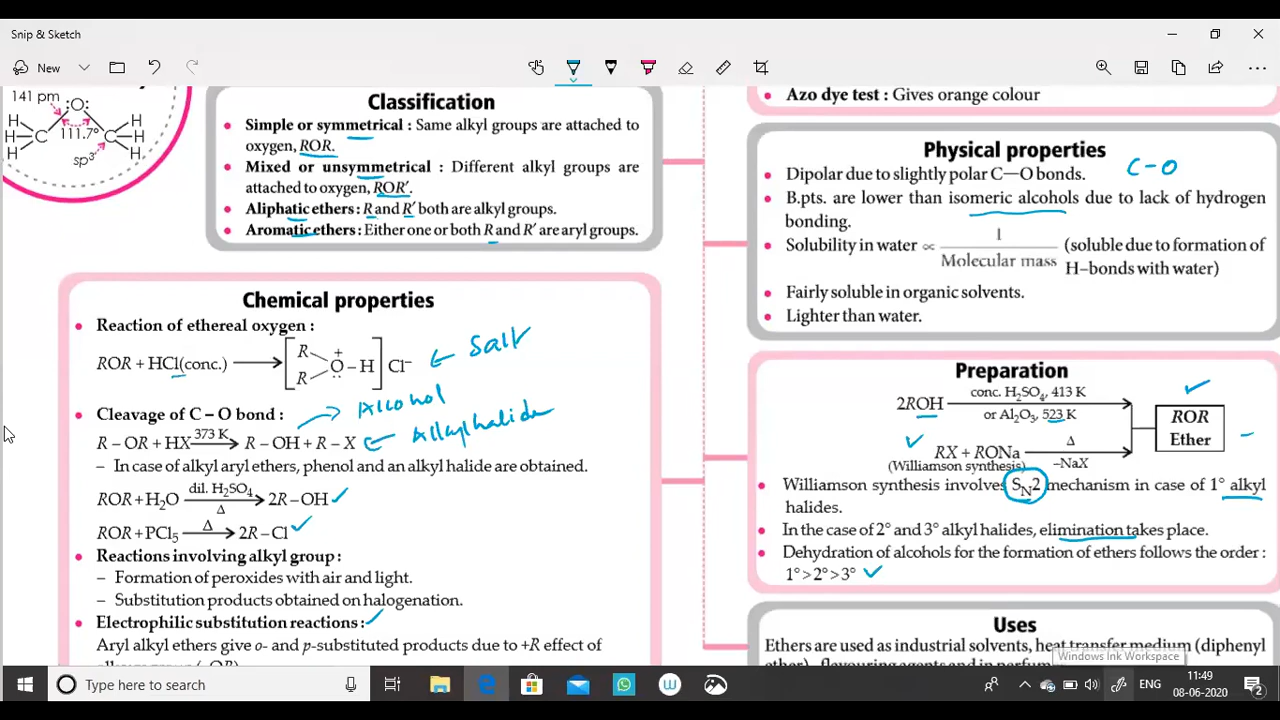 Snip & Sketch
New
141 pm
:O:
H H
H—C C—H
111.7°
H H
sp³
Classification
• Simple or symmetrical : Same alkyl groups are attached to
oxygen, ROR.
• Mixed or unsymmetrical : Different alkyl groups are
attached to oxygen, ROR′.
• Aliphatic ethers : R and R′ both are alkyl groups.
• Aromatic ethers : Either one or both R and R′ are aryl groups.
Chemical properties
• Reaction of ethereal oxygen :
ROR + HCl(conc.) ⟶ [R R >O⁺ – H] Cl⁻ ← Salt
• Cleavage of C – O bond : → Alcohol
R – OR + HX —373 K→ R – OH + R – X ← Alkylhalide
– In case of alkyl aryl ethers, phenol and an alkyl halide are obtained.
ROR + H₂O —dil. H₂SO₄, Δ→ 2R – OH ✓
ROR + PCl₅ —Δ→ 2R – Cl ✓
• Reactions involving alkyl group :
– Formation of peroxides with air and light.
– Substitution products obtained on halogenation.
• Electrophilic substitution reactions : ✓
Aryl alkyl ethers give o- and p-substituted products due to +R effect of
• Azo dye test : Gives orange colour
Physical properties
C–O
• Dipolar due to slightly polar C—O bonds.
• B.pts. are lower than isomeric alcohols due to lack of hydrogen
bonding.
• Solubility in water ∝ 1/Molecular mass (soluble due to formation of
H–bonds with water)
• Fairly soluble in organic solvents.
• Lighter than water.
Preparation
2ROH —conc. H₂SO₄, 413 K or Al₂O₃, 523 K→
ROR
Ether
RX + RONa —Δ, –NaX→
(Williamson synthesis)
• Williamson synthesis involves S_N2 mechanism in case of 1° alkyl
halides.
• In the case of 2° and 3° alkyl halides, elimination takes place.
• Dehydration of alcohols for the formation of ethers follows the order :
1° > 2° > 3° ✓
Uses
Ethers are used as industrial solvents, heat transfer medium (diphenyl
Windows Ink Workspace
Type here to search
ENG
11:49
08-06-2020
2